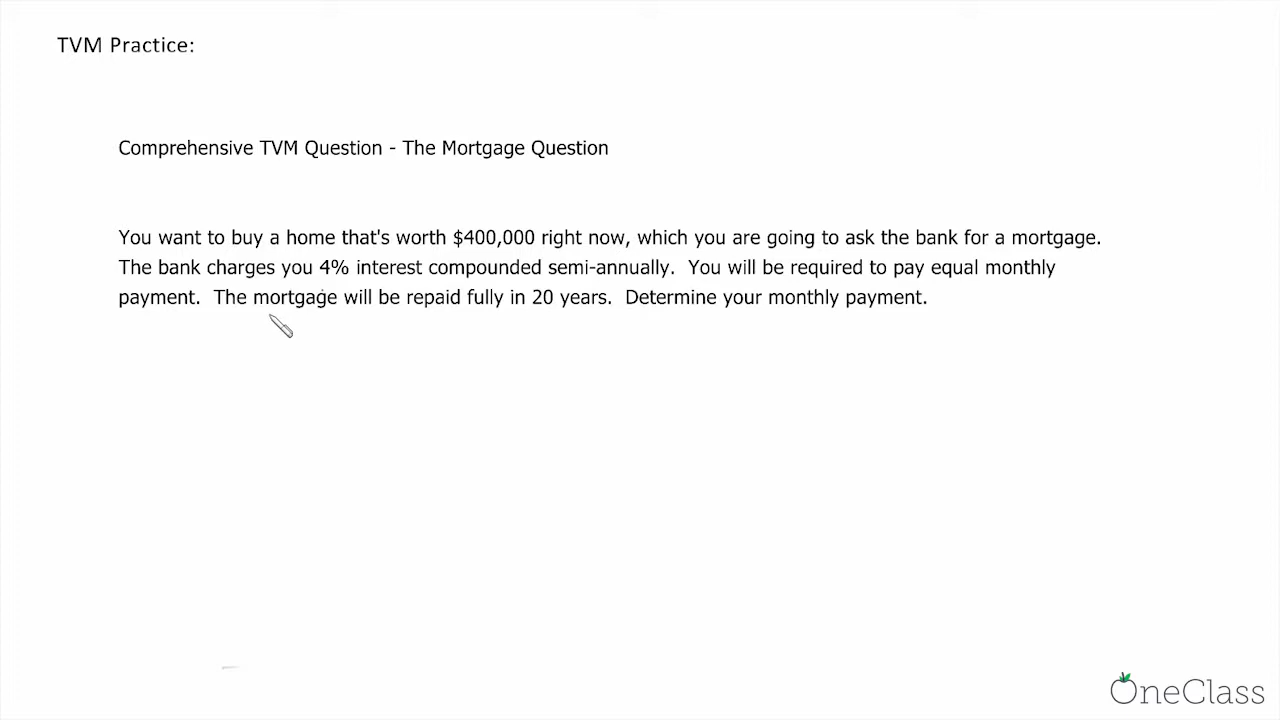 TVM Practice:
Comprehensive TVM Question - The Mortgage Question
You want to buy a home that's worth $400,000 right now, which you are going to ask the bank for a mortgage.
The bank charges you 4% interest compounded semi-annually. You will be required to pay equal monthly
payment. The mortgage will be repaid fully in 20 years. Determine your monthly payment.
OneClass